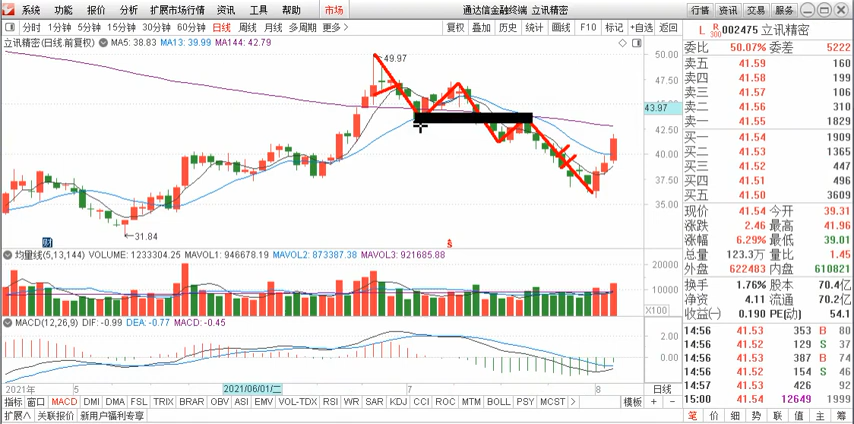 系统 功能 报价 分析 扩展市场行情 资讯 工具 帮助 市场 通达信金融终端 立讯精密 行情 资讯 交易 服务
分时 1分钟 5分钟 15分钟 30分钟 60分钟 日线 周线 月线 多周期 更多> 复权 叠加 历史 统计 画线 F10 标记 +自选 返回
L R 300 002475 立讯精密
立讯精密(日线.前复权) MA5: 38.83 MA13: 39.99 MA144: 42.79
委比 50.07% 委差 5222
卖五 41.59 160
卖四 41.58 199
卖三 41.57 106
卖二 41.56 310
卖一 41.55 1829
买一 41.54 1909
买二 41.53 1365
买三 41.52 447
买四 41.51 496
买五 41.50 3609
现价 41.54 今开 39.31
涨跌 2.46 最高 41.96
涨幅 6.29% 最低 39.01
总量 123.3万 量比 1.45
外盘 622483 内盘 610821
换手 1.76% 股本 70.4亿
净资 4.11 流通 70.2亿
收益(一) 0.190 PE(动) 54.1
14:56 41.53 353 B 80
14:56 41.52 129 S 37
14:56 41.53 387 B 74
14:56 41.52 154 S 46
14:57 41.53 426 92
15:00 41.54 12649 1999
笔 价 细 势 联 值 主 筹
50.00
47.50
43.97
42.50
40.00
37.50
35.00
49.97
31.84
财
均量线(5,13,144) VOLUME: 1233304.25 MAVOL1: 946678.19 MAVOL2: 873387.38 MAVOL3: 921685.88
20000
10000
X100
MACD(12,26,9) DIF: -0.99 DEA: -0.77 MACD: -0.45
2.00
0.00
2021年 5 2021/06/01/二 7 8 日线
指标 窗口 MACD DMI DMA FSL TRIX BRAR OBV ASI EMV VOL-TDX RSI WR SAR KDJ CCI ROC MTM BOLL PSY MCST > 模板 + −
扩展∧ 关联报价 新用户福利专享